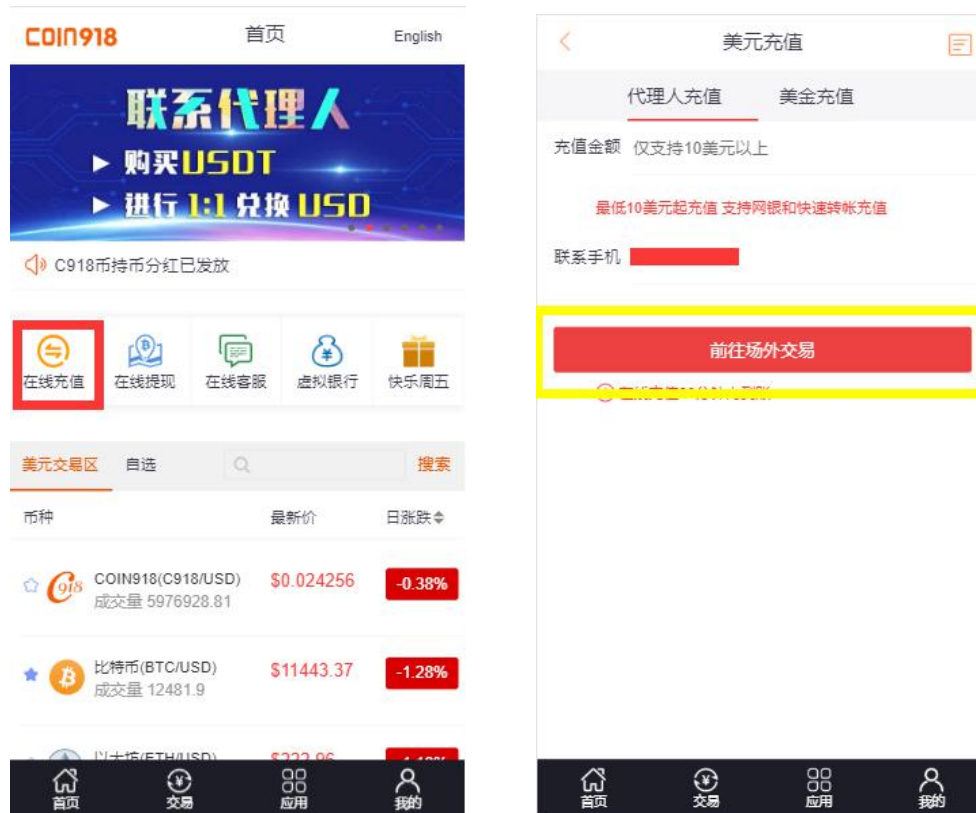 COIN918 首页 English
联系代理人
购买USDT
进行 1:1 兑换 USD
C918币持币分红已发放
在线充值 在线提现 在线客服 虚拟银行 快乐周五
美元交易区 自选 搜索
币种 最新价 日涨跌
C918 COIN918(C918/USD) $0.024256 -0.38%
成交量 5976928.81
比特币(BTC/USD) $11443.37 -1.28%
成交量 12481.9
以太坊(ETH/USD) $222.96
首页 交易 应用 我的
美元充值
代理人充值 美金充值
充值金额 仅支持10美元以上
最低10美元起充值 支持网银和快速转帐充值
联系手机
前往场外交易
首页 交易 应用 我的